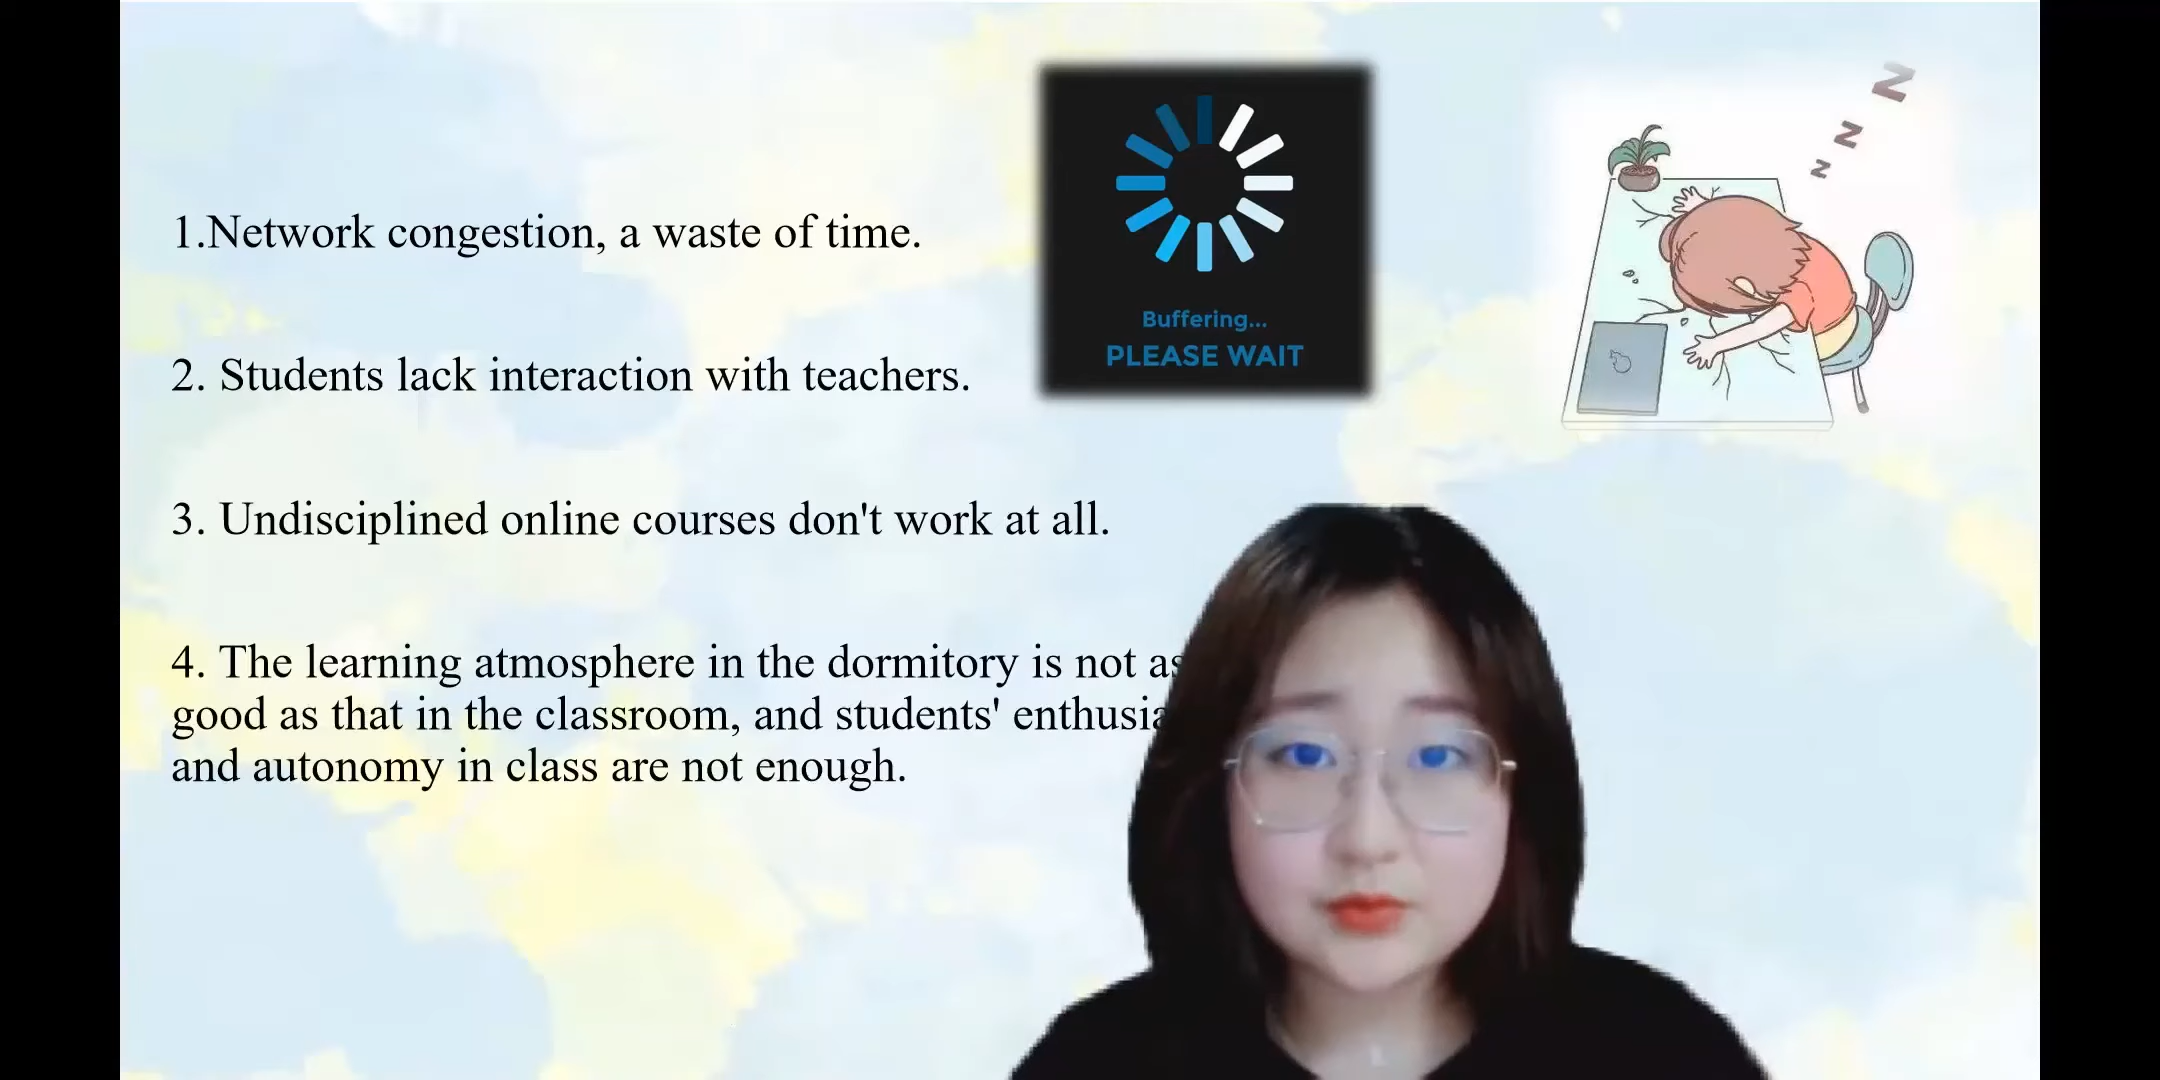 1.Network congestion, a waste of time.
2. Students lack interaction with teachers.
3. Undisciplined online courses don't work at all.
4. The learning atmosphere in the dormitory is not as
good as that in the classroom, and students'
and autonomy in class are not enough.
Buffering...
PLEASE WAIT
z z Z